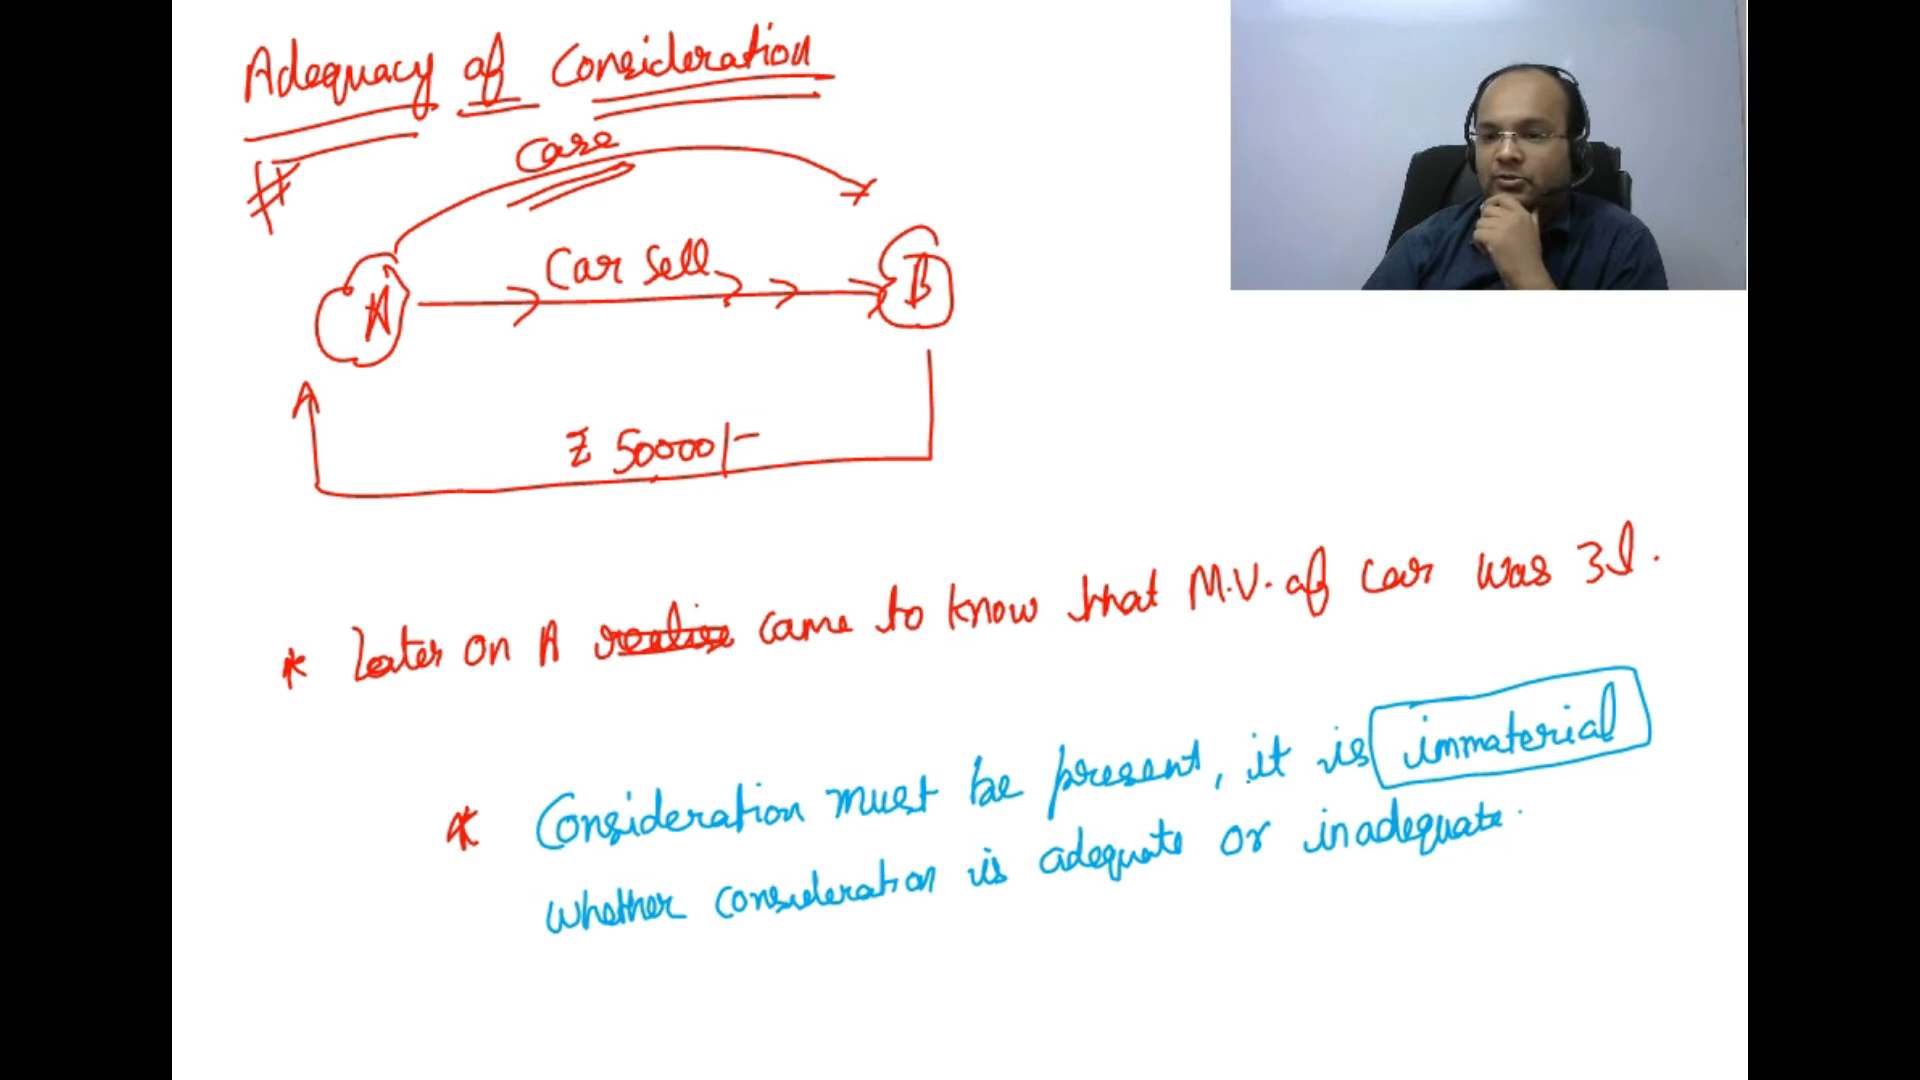 Adequacy of Consideration
#
Case
Car Sell
A
B
₹ 50000/-
* Later on A realise came to know that M.V. of car was 3l.
* Consideration must be present, it is immaterial
whether consideration is adequate or inadequate.